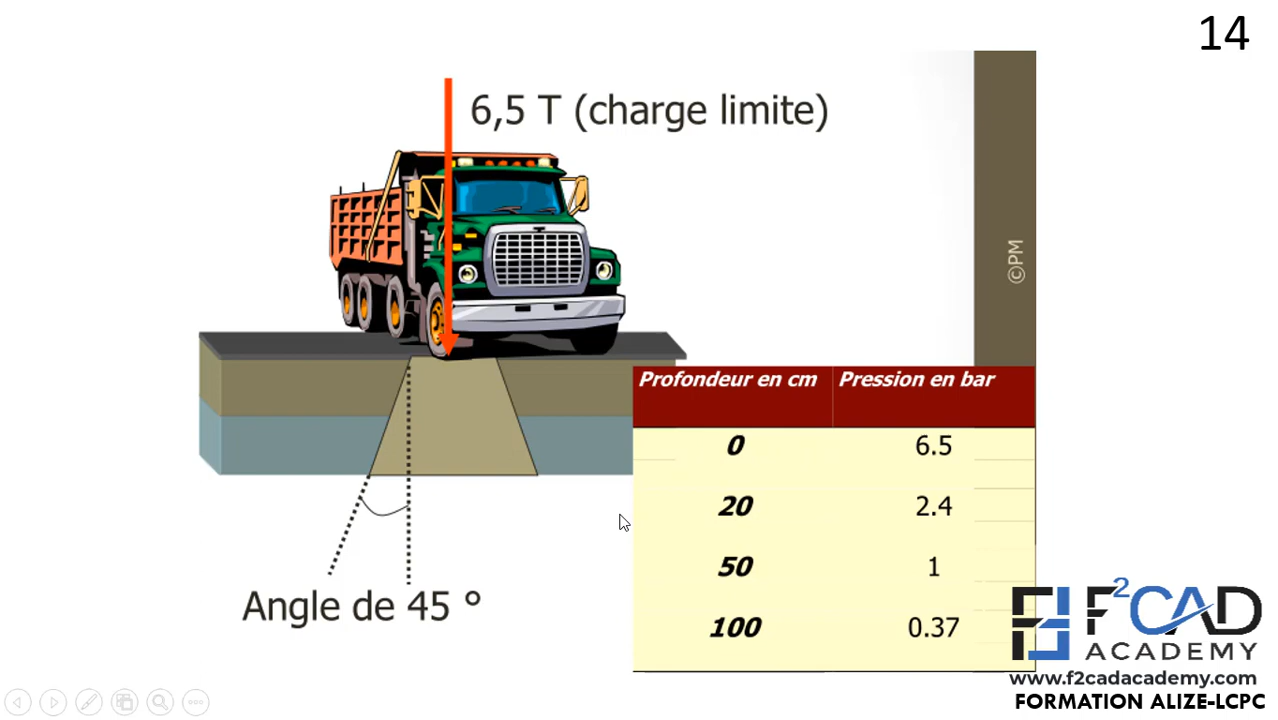 14
6,5 T (charge limite)
©PM
Profondeur en cm Pression en bar
0 6.5
20 2.4
50 1
100 0.37
Angle de 45 °
F²CAD
ACADEMY
www.f2cadacademy.com
FORMATION ALIZE-LCPC